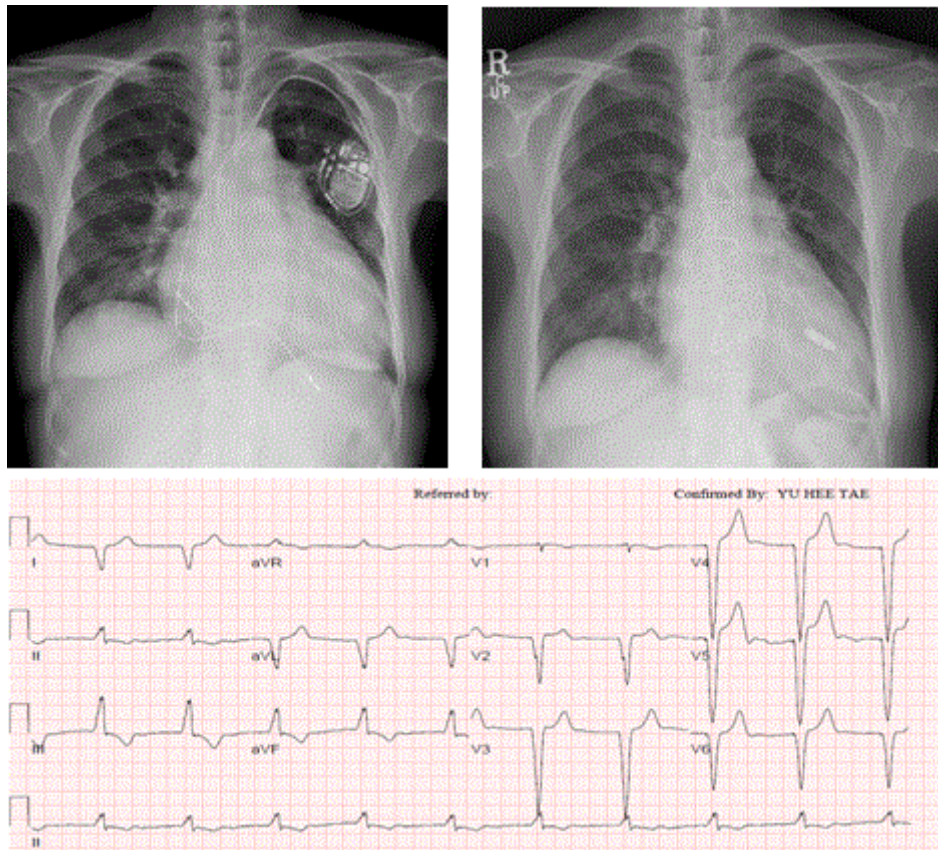 R
UP
Referred by: Confirmed By: YU HEE TAE
I aVR V1 V4
II aVL V2 V5
III aVF V3 V6
II